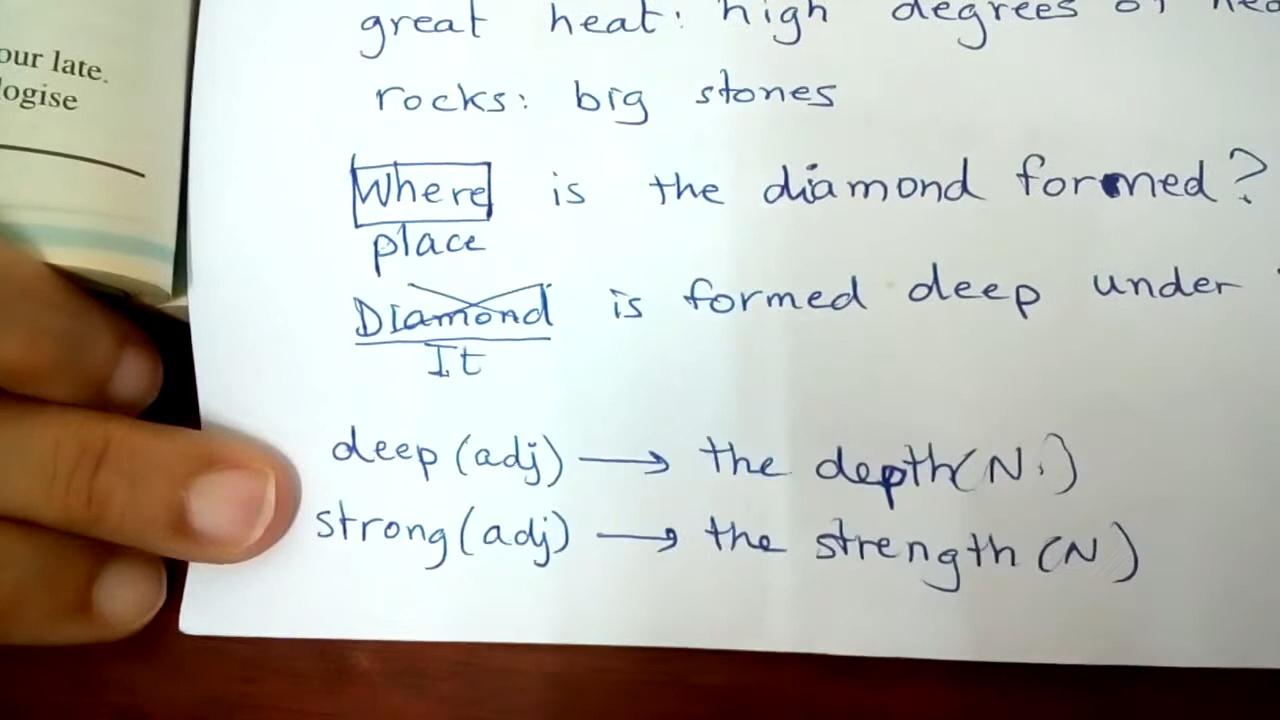 our late.
logise
great heat: high degrees of
rocks: big stones
Where is the diamond formed?
place
Diamond is formed deep under
It
deep (adj) → the depth (N.)
strong (adj) → the strength (N)